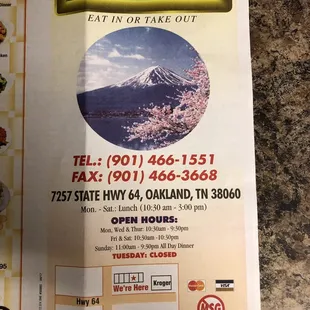 EAT IN OR TAKE OUT
TEL.: (901) 466-1551
FAX: (901) 466-3668
7257 STATE HWY 64, OAKLAND, TN 38060
Mon. - Sat.: Lunch (10:30 am - 3:00 pm)
OPEN HOURS:
Mon, Wed & Thur: 10:30am - 9:30pm
Fri & Sat: 10:30am -10:30pm
Sunday: 11:00am - 9:30pm All Day Dinner
TUESDAY: CLOSED
We're Here
Kroger
Hwy 64
MasterCard
VISA
MSG